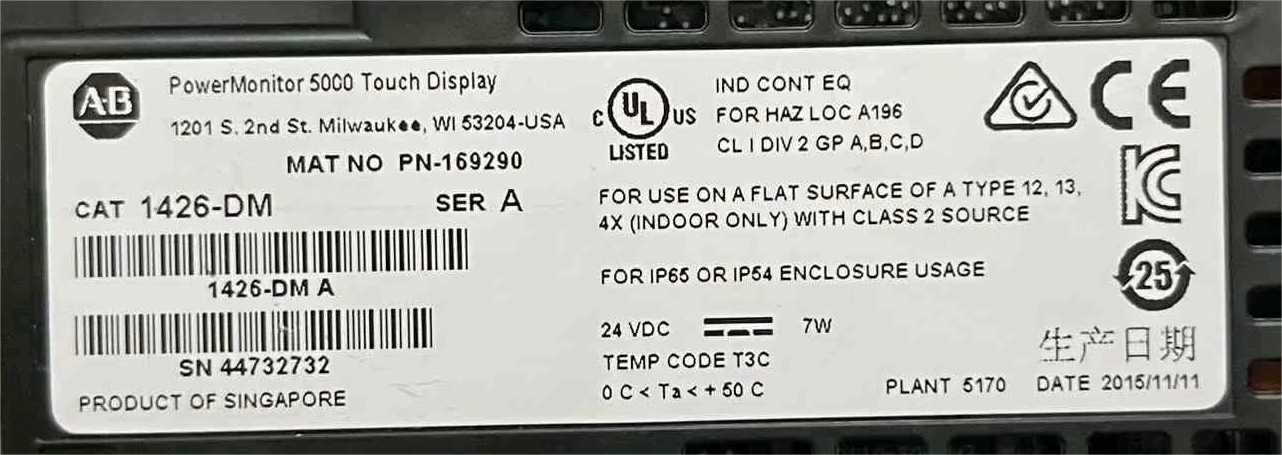 A-B
PowerMonitor 5000 Touch Display
1201 S. 2nd St. Milwaukee, WI 53204-USA
MAT NO PN-169290
CAT 1426-DM SER A
1426-DM A
SN 44732732
PRODUCT OF SINGAPORE
C UL US
LISTED
IND CONT EQ
FOR HAZ LOC A196
CL I DIV 2 GP A,B,C,D
FOR USE ON A FLAT SURFACE OF A TYPE 12, 13,
4X (INDOOR ONLY) WITH CLASS 2 SOURCE
FOR IP65 OR IP54 ENCLOSURE USAGE
24 VDC 7W
TEMP CODE T3C
0 C < Ta < + 50 C
CE
KC
25
生产日期
PLANT 5170 DATE 2015/11/11